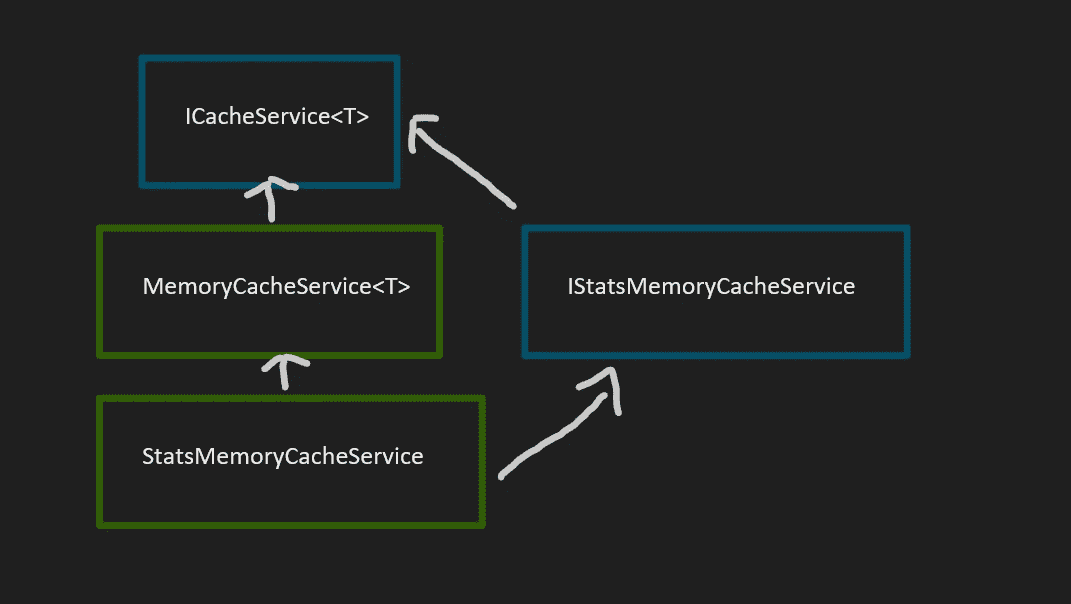 ICacheService<T>
MemoryCacheService<T>
IStatsMemoryCacheService
StatsMemoryCacheService